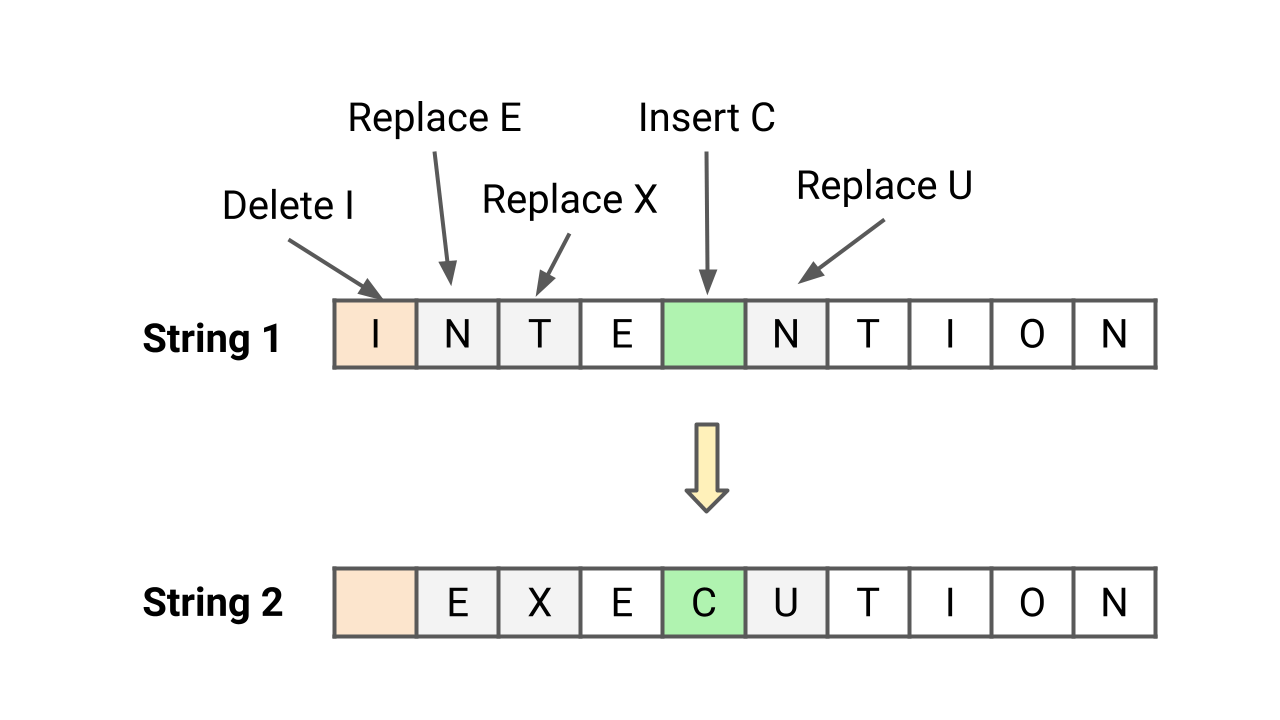 Replace E
Insert C
Delete I
Replace X
Replace U
String 1
I N T E N T I O N
String 2
E X E C U T I O N